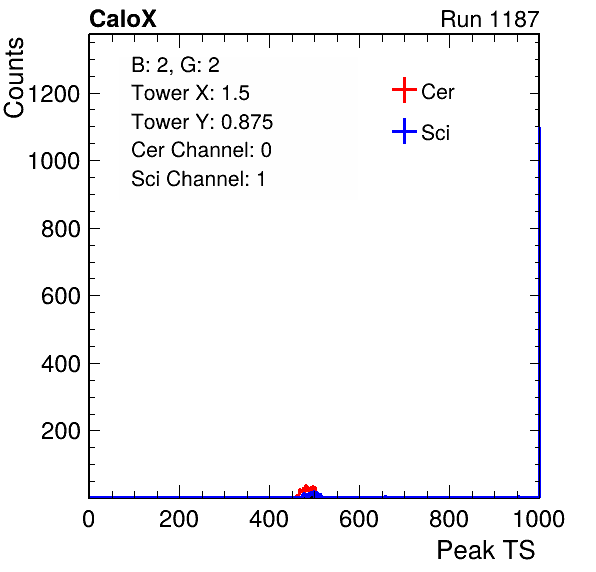 CaloX Run 1187
Counts
B: 2, G: 2
Tower X: 1.5
Tower Y: 0.875
Cer Channel: 0
Sci Channel: 1
Cer
Sci
1200
1000
800
600
400
200
0 200 400 600 800 1000
Peak TS